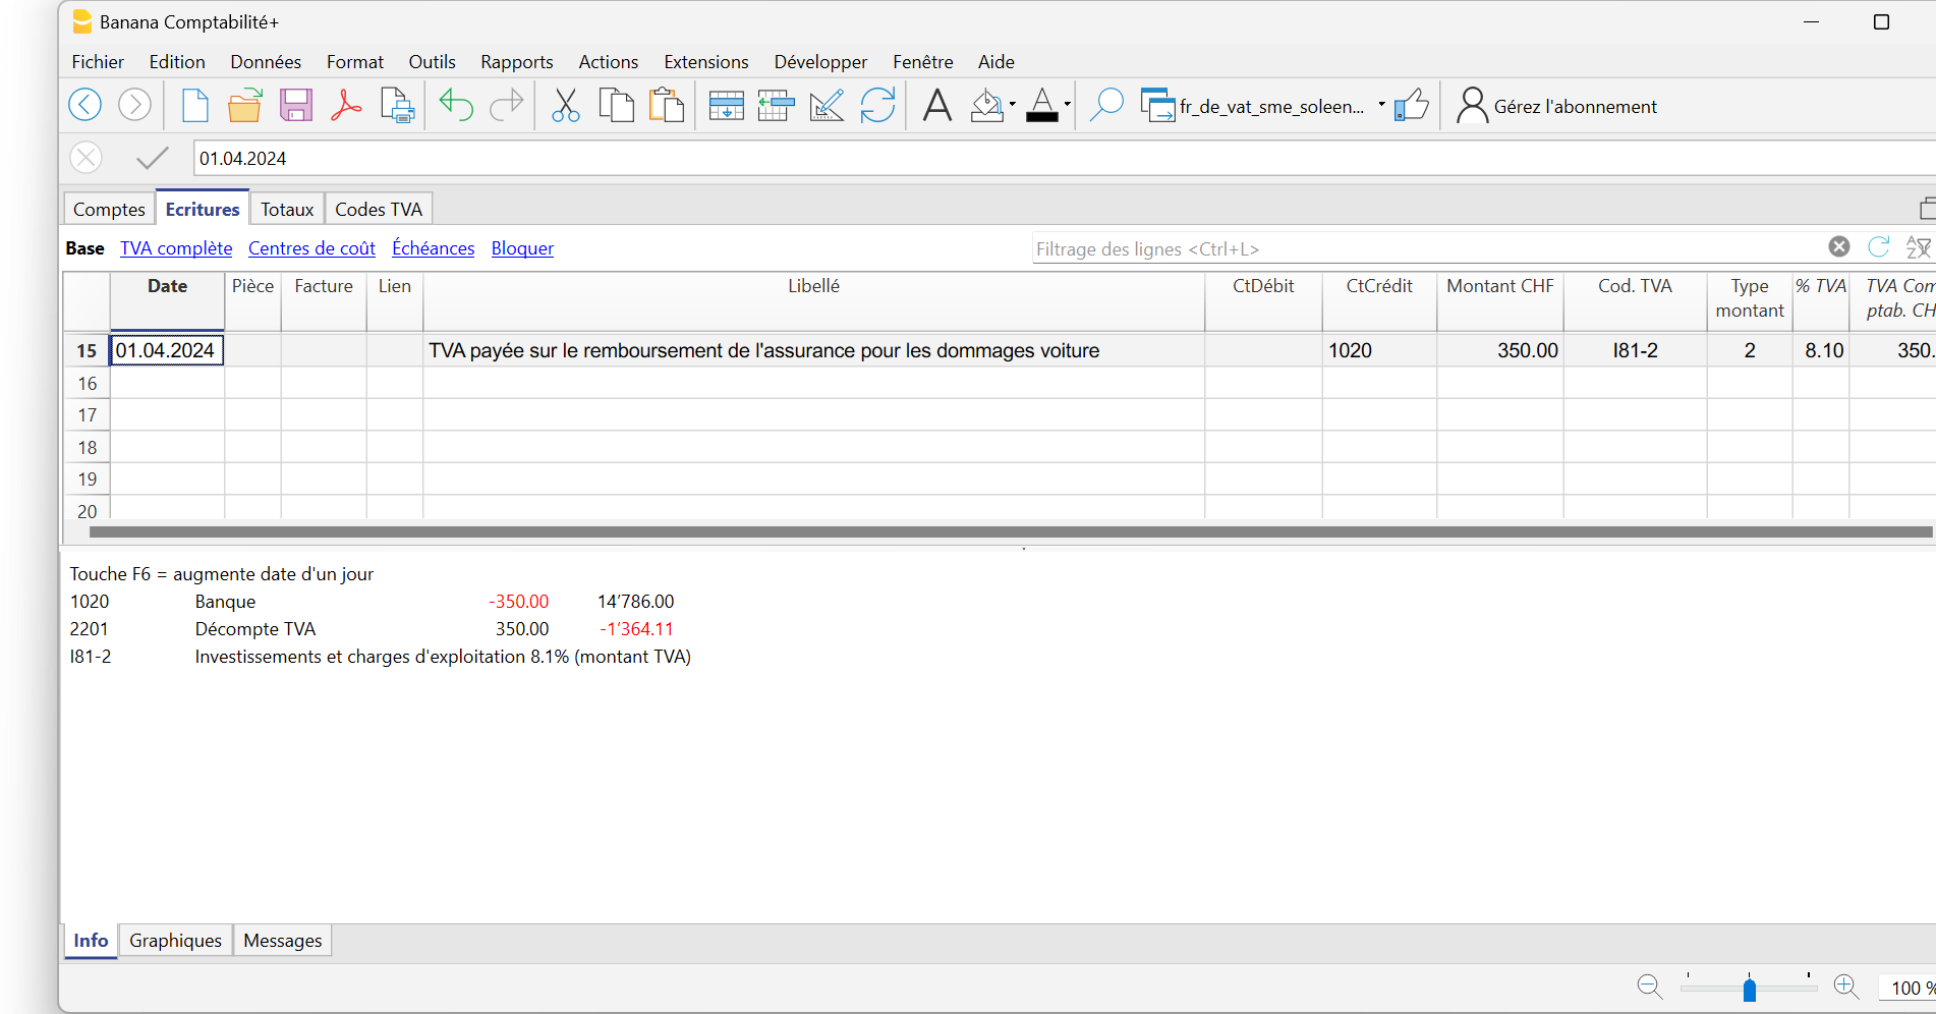 Banana Comptabilité+
Fichier Edition Données Format Outils Rapports Actions Extensions Développer Fenêtre Aide
fr_de_vat_sme_soleen... Gérez l'abonnement
01.04.2024
Comptes Ecritures Totaux Codes TVA
Base TVA complète Centres de coût Échéances Bloquer Filtrage des lignes <Ctrl+L>
Date Pièce Facture Lien Libellé CtDébit CtCrédit Montant CHF Cod. TVA Type montant % TVA TVA Com ptab. CH
15 01.04.2024 TVA payée sur le remboursement de l'assurance pour les dommages voiture 1020 350.00 I81-2 2 8.10 350.
16
17
18
19
20
Touche F6 = augmente date d'un jour
1020 Banque -350.00 14'786.00
2201 Décompte TVA 350.00 -1'364.11
I81-2 Investissements et charges d'exploitation 8.1% (montant TVA)
Info Graphiques Messages
100 %